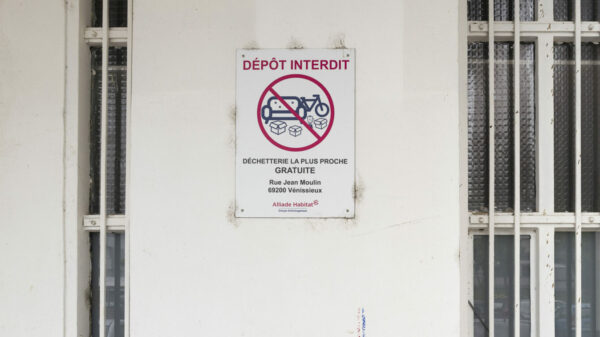 DÉPÔT INTERDIT
DÉCHETTERIE LA PLUS PROCHE
GRATUITE
Rue Jean Moulin
69200 Vénissieux
Alliade Habitat